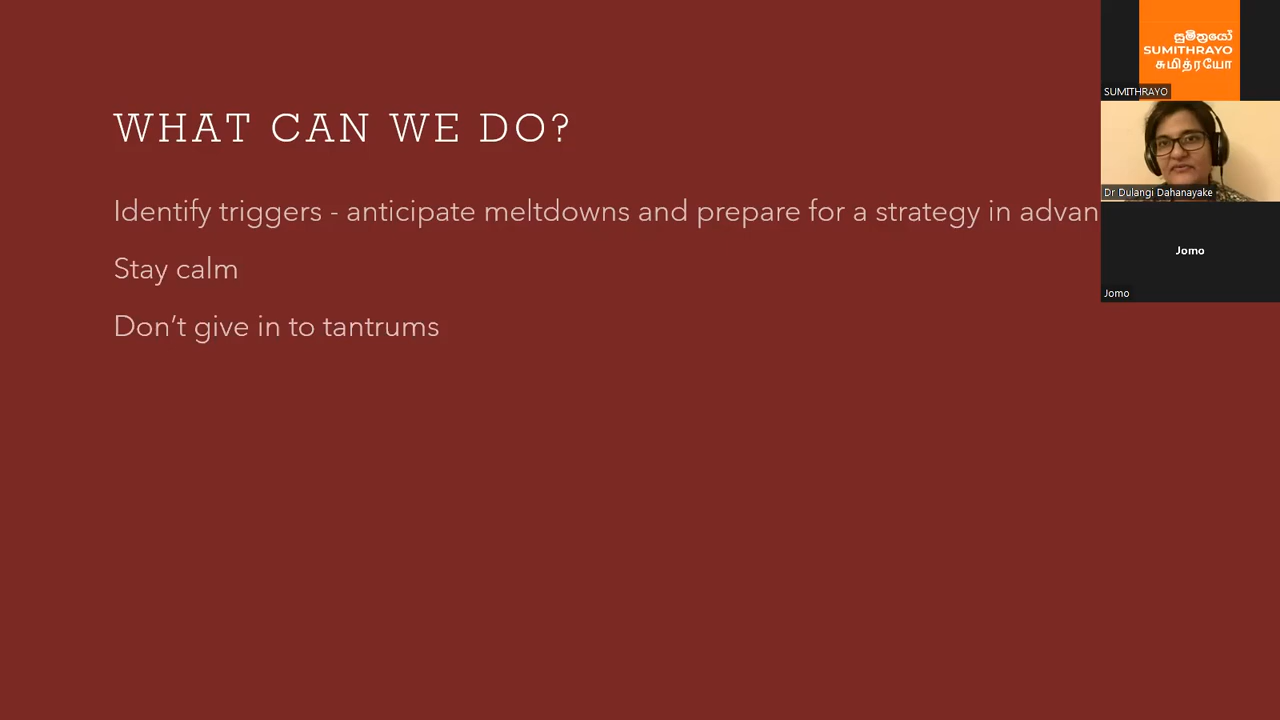 WHAT CAN WE DO?
Identify triggers - anticipate meltdowns and prepare for a strategy in advan
Stay calm
Don’t give in to tantrums
සුමිත්‍රයෝ
SUMITHRAYO
சுமித்ரயோ
SUMITHRAYO
Dr Dulangi Dahanayake
Jomo
Jomo